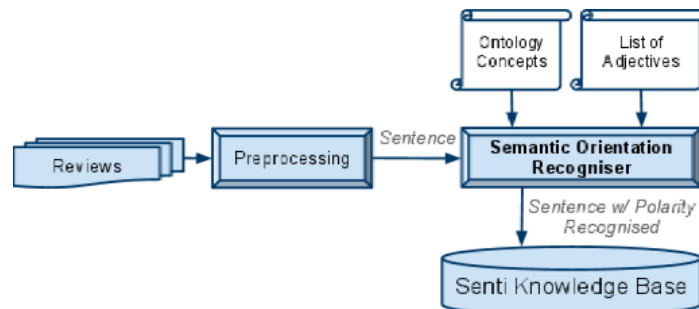 Ontology
Concepts
List of
Adjectives
Reviews
Preprocessing
Sentence
Semantic Orientation
Recogniser
Sentence w/ Polarity
Recognised
Senti Knowledge Base